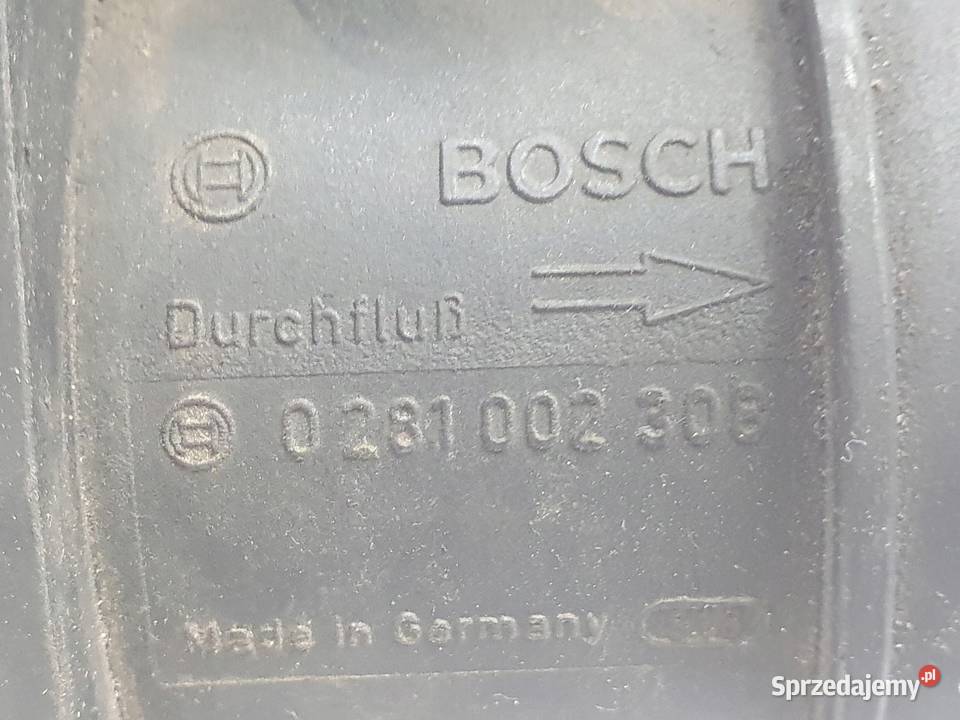 BOSCH
Durchfluß
0 281 002 308
Made in Germany
Sprzedajemy.pl